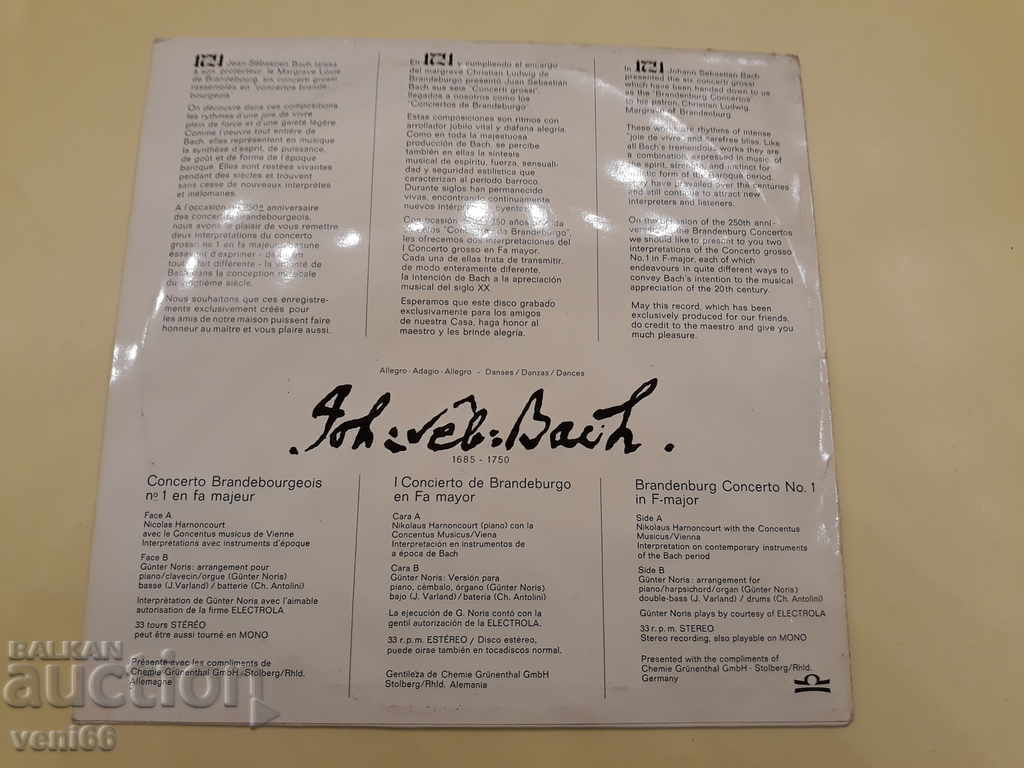 1721 Jean-Sébastien Bach
à son protecteur, le Margrave Louis
de Brandebourg, six concerti grossi
rassemblés en "concertos brande-
bourgeois
On découvre dans ces compositions
les rythmes d'une joie de vivre
plein de force et d'une gareté légère
Comme l'oeuvre tout entière de
Bach, elles représentent en musique
la synthèse d'esprit, de puissance,
de goût et de forme de l'époque
baroque. Elles sont restées vivantes
pendant des siècles et trouvent
sans cesse de nouveaux interprètes
et mélomanes.
A l'occasion 250e anniversaire
des concerti Brandebourgeois,
nous avons le plaisir de vous remettre
deux interprétations du concerto
grosso no 1 en fa majeur
essayant d'exprimer - de
tout à fait différente - la volonté de
Bach dans la conception musicale
du vingtième siècle.
Nous souhaitons que ces enregistre-
ments exclusivement créés pour
les amis de notre maison puissent faire
honneur au maître et vous plaire aussi.
En 1721 y cumpliendo el encargo
del margrave Christian Ludwig de
Brandeburgo presentó Juan Sebastián
Bach sus seis "Concerti grossi",
llegados a nosotros como los
"Conciertos de Brandeburgo"
Estas composiciones son ritmos con
arrollador júbilo vital y diáfana alegría.
Como en toda la majestuosa
producción de Bach, se percibe
también en ellas la síntesis
musical de espíritu, fuerza, sensuali-
dad y seguridad estilística que
caracterizan al período barroco.
Durante siglos han permanecido
vivas, encontrando continuamente
nuevos intérpretes oyentes.
Con ocasión 250 años
"Conciertos de Brandeburgo",
les ofrecemos dos interpretaciones del
I Concerto grosso en Fa mayor.
Cada una de ellas trata de transmitir,
de modo enteramente diferente,
la intención de Bach a la apreciación
musical del siglo XX.
Esperamos que este disco grabado
exclusivamente para los amigos
de nuestra Casa, haga honor al
maestro y les brinde alegría.
In 1721 Johann Sebastian Bach
presented the six concerti grossi
which have been handed down to us
as the "Brandenburg Concertos"
to his patron, Christian Ludwig,
Margrave of Brandenburg
These works are rhythms of intense
"joie de vivre" and carefree bliss. Like
all Bach's tremendous works they are
a combination, expressed in music, of
the spirit, strength, and instinct for
artistic form of the baroque period.
They have prevailed over the centuries
and still continue to attract new
interpreters and listeners.
On the occasion of the 250th anni-
versary of the Brandenburg Concertos
we should like to present to you two
interpretations of the Concerto grosso
No.1 in F-major, each of which
endeavours in quite different ways to
convey Bach's intention to the musical
appreciation of the 20th century.
May this record, which has been
exclusively produced for our friends,
do credit to the maestro and give you
much pleasure.
Allegro - Adagio - Allegro - Danses / Danzas / Dances
Joh: Seb: Bach.
1685 - 1750
Concerto Brandebourgeois
no 1 en fa majeur
Face A
Nicolas Harnoncourt
avec le Concentus musicus de Vienne
Interprétations avec instruments d'époque
Face B
Günter Noris: arrangement pour
piano/clavecin/orgue (Günter Noris)
basse (J.Varland) / batterie (Ch. Antolini)
Interprétation de Günter Noris avec l'aimable
autorisation de la firme ELECTROLA
33 tours STÉRÉO
peut être aussi tourné en MONO
Présenté avec les compliments de
Chemie Grünenthal GmbH - Stolberg/Rhld.
Allemagne
I Concierto de Brandeburgo
en Fa mayor
Cara A
Nikolaus Harnoncourt (piano) con la
Concentus Musicus/Viena
Interpretación en instrumentos de
a época de Bach
Cara B
Günter Noris: Versión para
piano, cémbalo, órgano (Günter Noris)
bajo (J. Varland) / bateria (Ch. Antolini)
La ejecución de G. Noris contó con la
gentil autorización de la ELECTROLA.
33 r.p.m. ESTÉREO / Disco estéreo,
puede oirse también en tocadiscos normal.
Gentileza de Chemie Grünenthal GmbH
Stolberg/Rhld. Alemania
Brandenburg Concerto No. 1
in F-major
Side A
Nikolaus Harnoncourt with the Concentus
Musicus/Vienna
Interpretation on contemporary instruments
of the Bach period
Side B
Günter Noris: arrangement for
piano/harpsichord/organ (Günter Noris)
double-bass (J. Varland) / drums (Ch. Antolini)
Günter Noris plays by courtesy of ELECTROLA
33 r.p.m. STEREO
Stereo recording, also playable on MONO
Presented with the compliments of
Chemie Grünenthal GmbH - Stolberg/Rhld.
Germany
BALKAN
auction
veni66